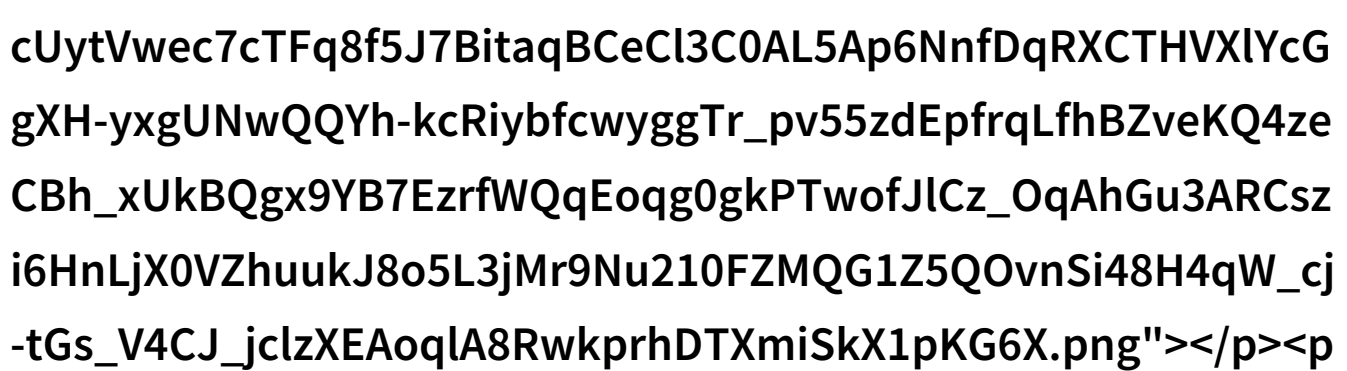 cUytVwec7cTFq8f5J7BitaqBCeCl3C0AL5Ap6NnfDqRXCTHVXlYcG
gXH-yxgUNwQQYh-kcRiybfcwyggTr_pv55zdEpfrqLfhBZveKQ4ze
CBh_xUkBQgx9YB7EzrfWQqEoqg0gkPTwofJlCz_OqAhGu3ARCsz
i6HnLjX0VZhuukJ8o5L3jMr9Nu210FZMQG1Z5QOvnSi48H4qW_cj
-tGs_V4CJ_jclzXEAoqlA8RwkprhDTXmiSkX1pKG6X.png"></p><p